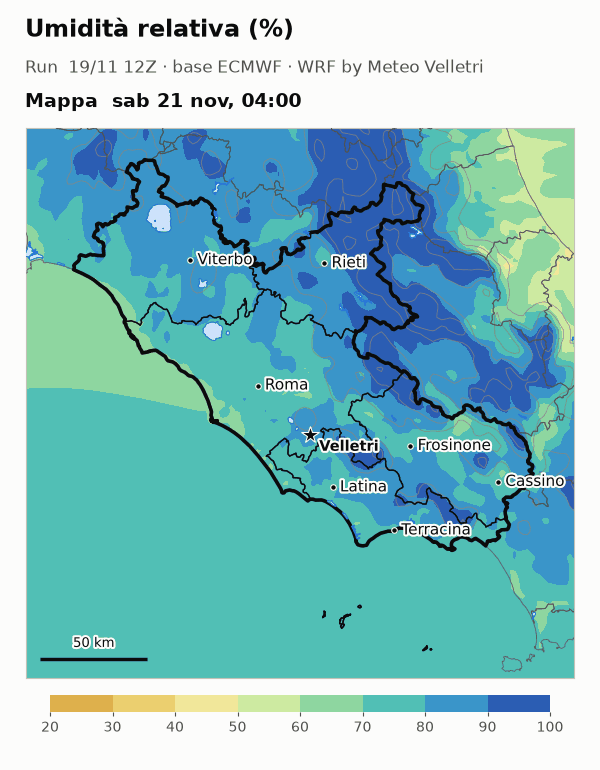 Umidità relativa (%)
Run  19/11 12Z · base ECMWF · WRF by Meteo Velletri
Mappa  sab 21 nov, 04:00
Viterbo
Rieti
Roma
Velletri
Frosinone
Cassino
Latina
Terracina
50 km
20 30 40 50 60 70 80 90 100